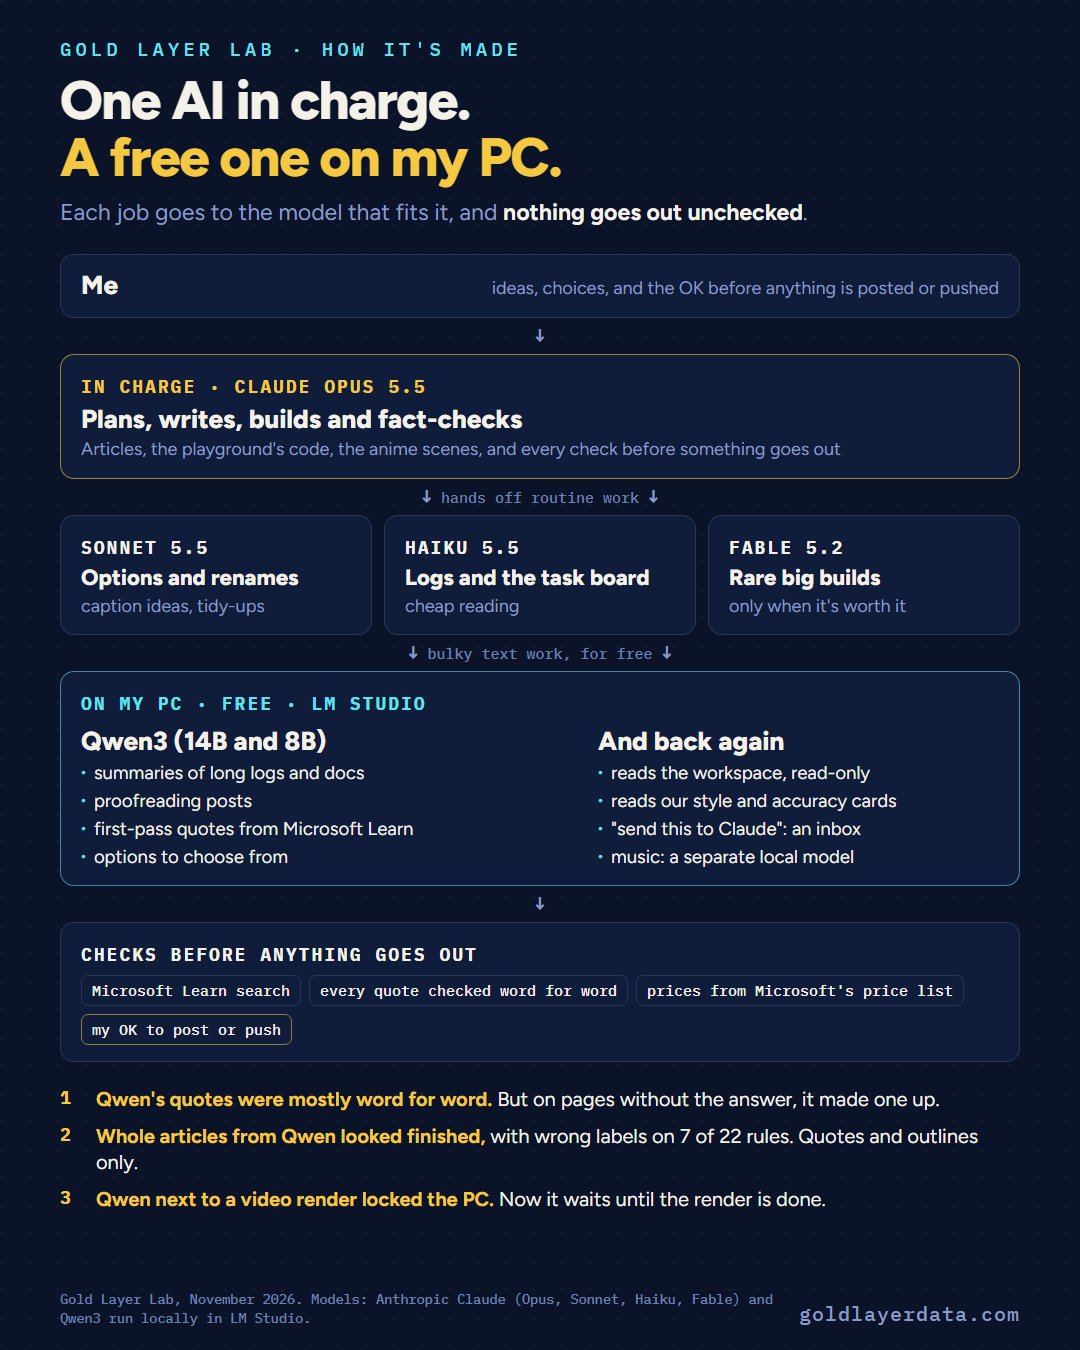 GOLD LAYER LAB · HOW IT'S MADE
One AI in charge.
A free one on my PC.
Each job goes to the model that fits it, and nothing goes out unchecked.
Me
ideas, choices, and the OK before anything is posted or pushed
↓
IN CHARGE · CLAUDE OPUS 5.5
Plans, writes, builds and fact-checks
Articles, the playground's code, the anime scenes, and every check before something goes out
↓ hands off routine work ↓
SONNET 5.5
Options and renames
caption ideas, tidy-ups
HAIKU 5.5
Logs and the task board
cheap reading
FABLE 5.2
Rare big builds
only when it's worth it
↓ bulky text work, for free ↓
ON MY PC · FREE · LM STUDIO
Qwen3 (14B and 8B)
· summaries of long logs and docs
· proofreading posts
· first-pass quotes from Microsoft Learn
· options to choose from
And back again
· reads the workspace, read-only
· reads our style and accuracy cards
· "send this to Claude": an inbox
· music: a separate local model
↓
CHECKS BEFORE ANYTHING GOES OUT
Microsoft Learn search
every quote checked word for word
prices from Microsoft's price list
my OK to post or push
1 Qwen's quotes were mostly word for word. But on pages without the answer, it made one up.
2 Whole articles from Qwen looked finished, with wrong labels on 7 of 22 rules. Quotes and outlines
only.
3 Qwen next to a video render locked the PC. Now it waits until the render is done.
Gold Layer Lab, November 2026. Models: Anthropic Claude (Opus, Sonnet, Haiku, Fable) and
Qwen3 run locally in LM Studio.
goldlayerdata.com